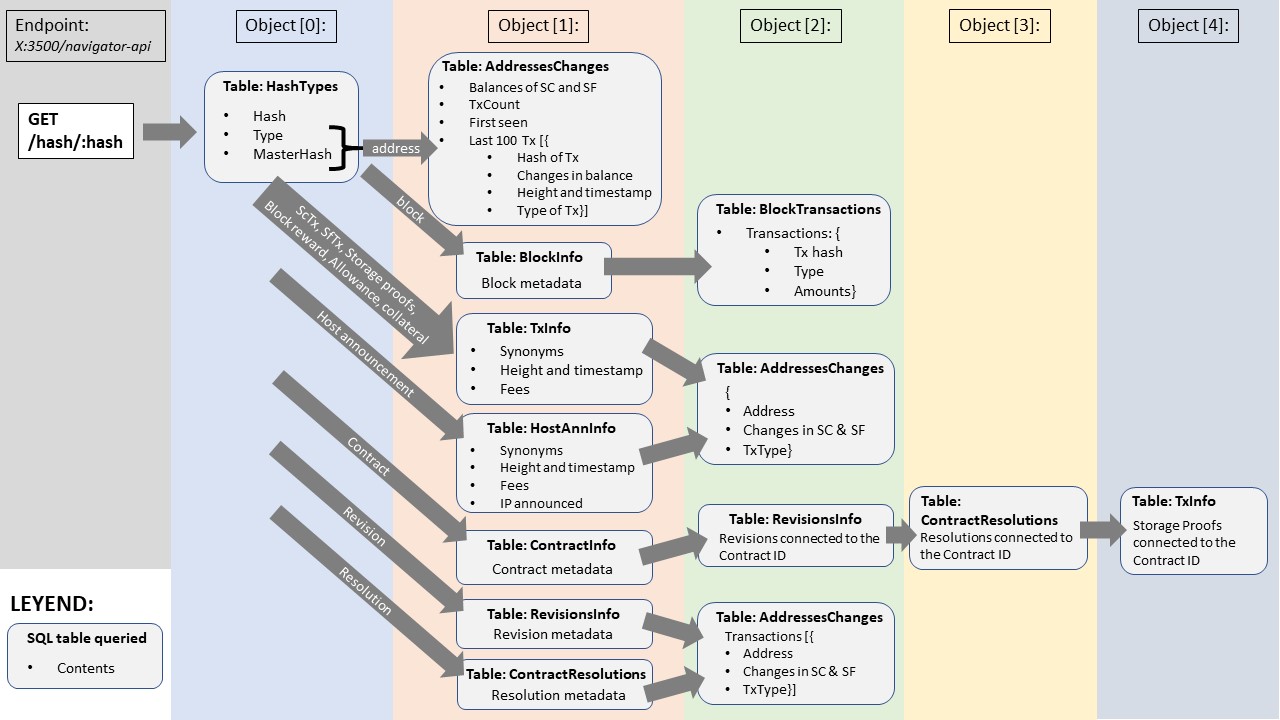 Endpoint:
X:3500/navigator-api
GET
/hash/:hash
LEYEND:
SQL table queried
• Contents
Object [0]:
Table: HashTypes
• Hash
• Type
• MasterHash
address
block
ScTx, SfTx, Storage proofs,
Block reward, Allowance, collateral
Host announcement
Contract
Revision
Resolution
Object [1]:
Table: AddressesChanges
• Balances of SC and SF
• TxCount
• First seen
• Last 100 Tx [{
• Hash of Tx
• Changes in balance
• Height and timestamp
• Type of Tx}]
Table: BlockInfo
Block metadata
Table: TxInfo
• Synonyms
• Height and timestamp
• Fees
Table: HostAnnInfo
• Synonyms
• Height and timestamp
• Fees
• IP announced
Table: ContractInfo
Contract metadata
Table: RevisionsInfo
Revision metadata
Table: ContractResolutions
Resolution metadata
Object [2]:
Table: BlockTransactions
• Transactions: {
• Tx hash
• Type
• Amounts}
Table: AddressesChanges
{
• Address
• Changes in SC & SF
• TxType}
Table: RevisionsInfo
Revisions connected to the
Contract ID
Table: AddressesChanges
Transactions [{
• Address
• Changes in SC & SF
• TxType}]
Object [3]:
Table:
ContractResolutions
Resolutions connected to
the Contract ID
Object [4]:
Table: TxInfo
Storage Proofs
connected to the
Contract ID